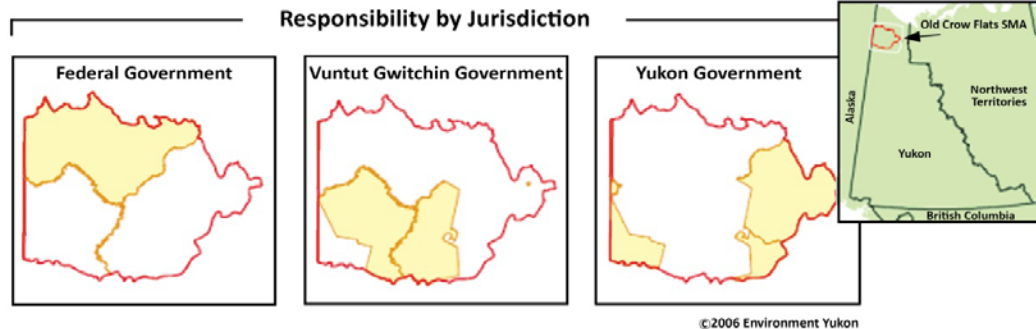 Responsibility by Jurisdiction
Federal Government
Vuntut Gwitchin Government
Yukon Government
Old Crow Flats SMA
Alaska
Northwest
Territories
Yukon
British Columbia
©2006 Environment Yukon